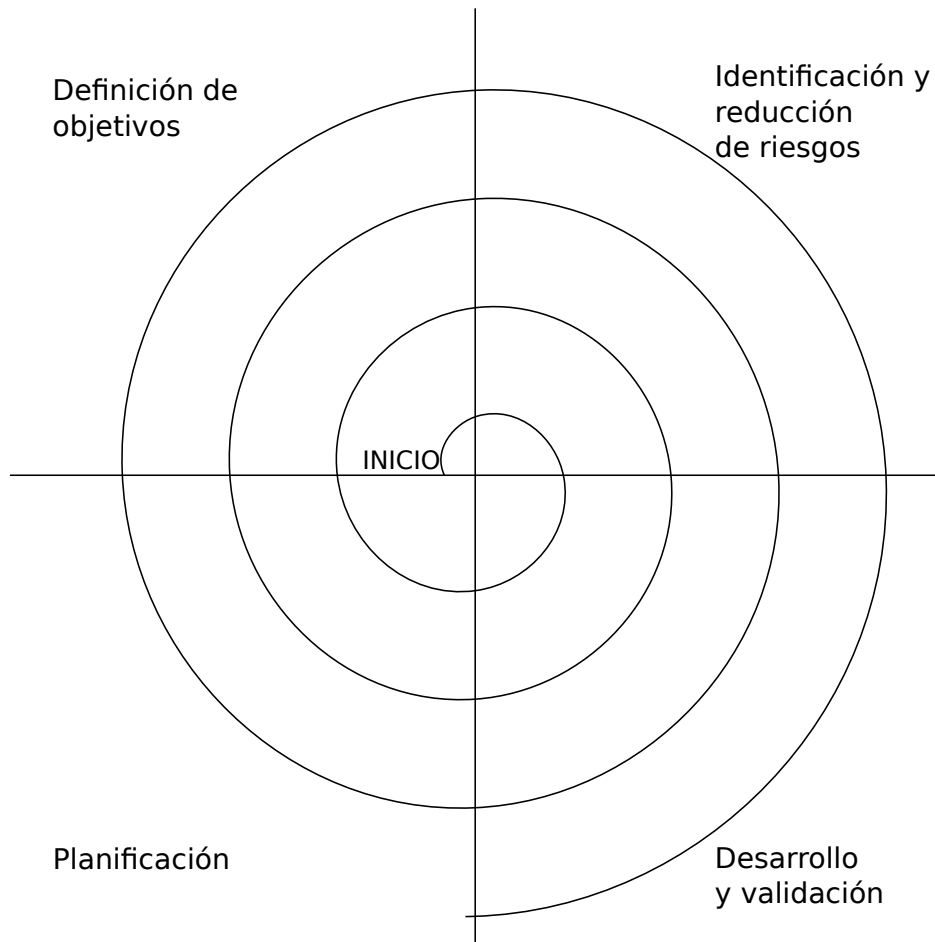 Definición de
objetivos
Identificación y
reducción
de riesgos
INICIO
Planificación
Desarrollo
y validación